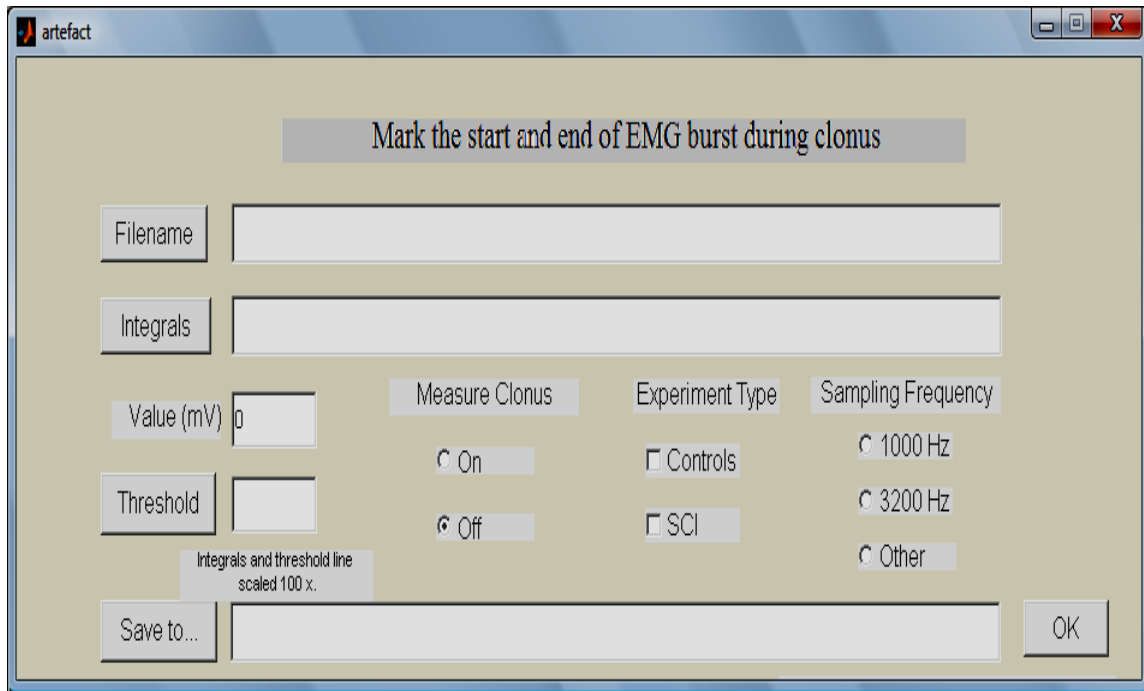 artefact
Mark the start and end of EMG burst during clonus
Filename
Integrals
Value (mV)
0
Measure Clonus
Experiment Type
Sampling Frequency
On
Controls
1000 Hz
Threshold
Off
SCI
3200 Hz
Other
Integrals and threshold line
scaled 100 x.
Save to...
OK